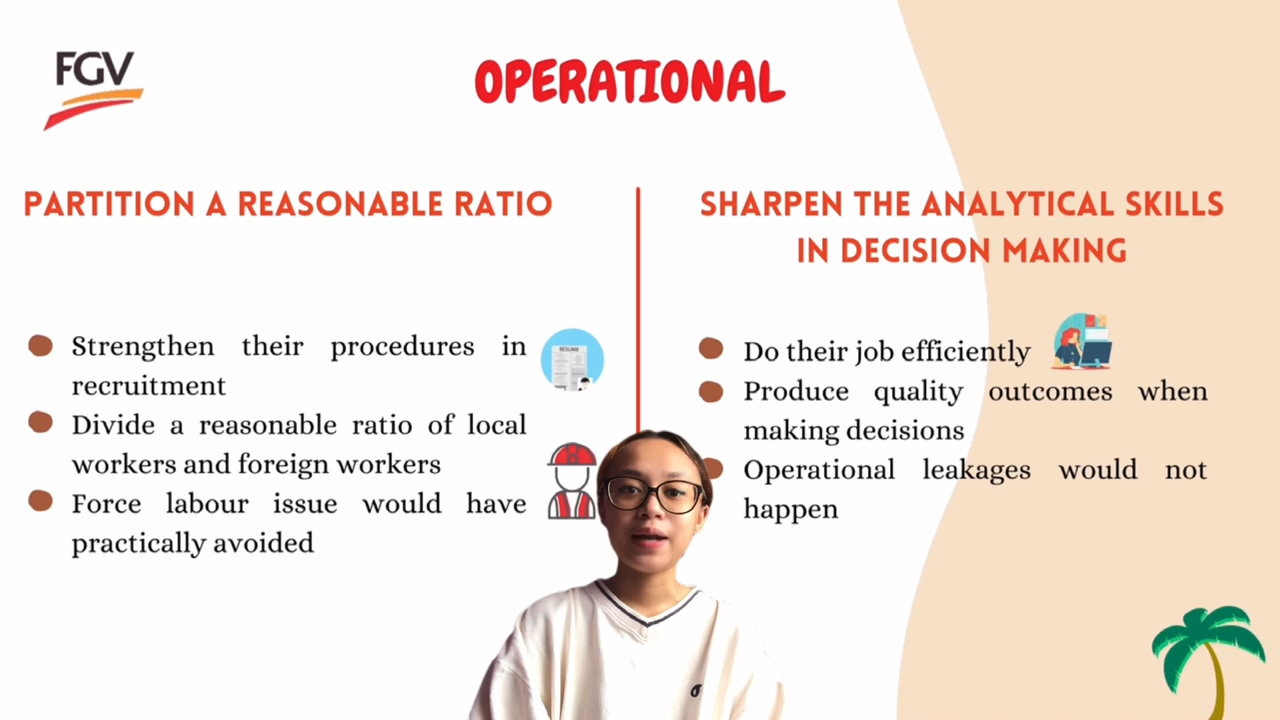 FGV
OPERATIONAL
PARTITION A REASONABLE RATIO
Strengthen their procedures in
recruitment
Divide a reasonable ratio of local
workers and foreign workers
Force labour issue would have
practically avoided
RESUME
SHARPEN THE ANALYTICAL SKILLS
IN DECISION MAKING
Do their job efficiently
Produce quality outcomes when
making decisions
Operational leakages would not
happen